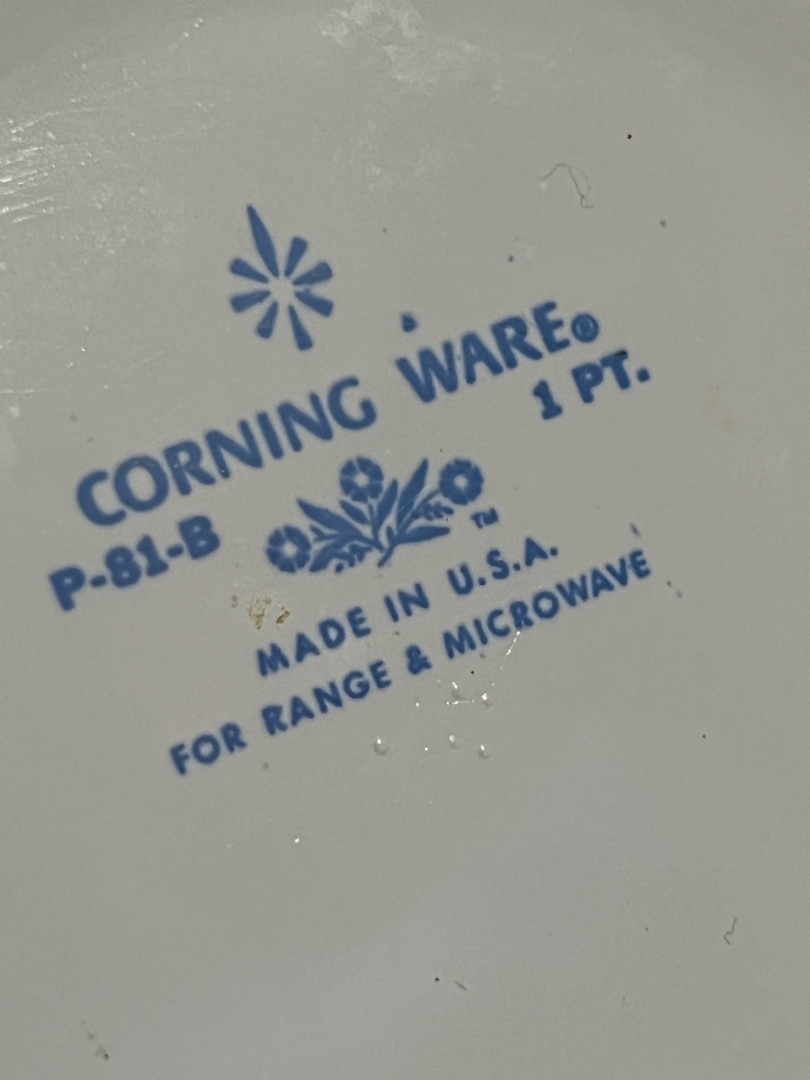 CORNING WARE®
P-81-B 1 PT.
TM
MADE IN U.S.A.
FOR RANGE & MICROWAVE